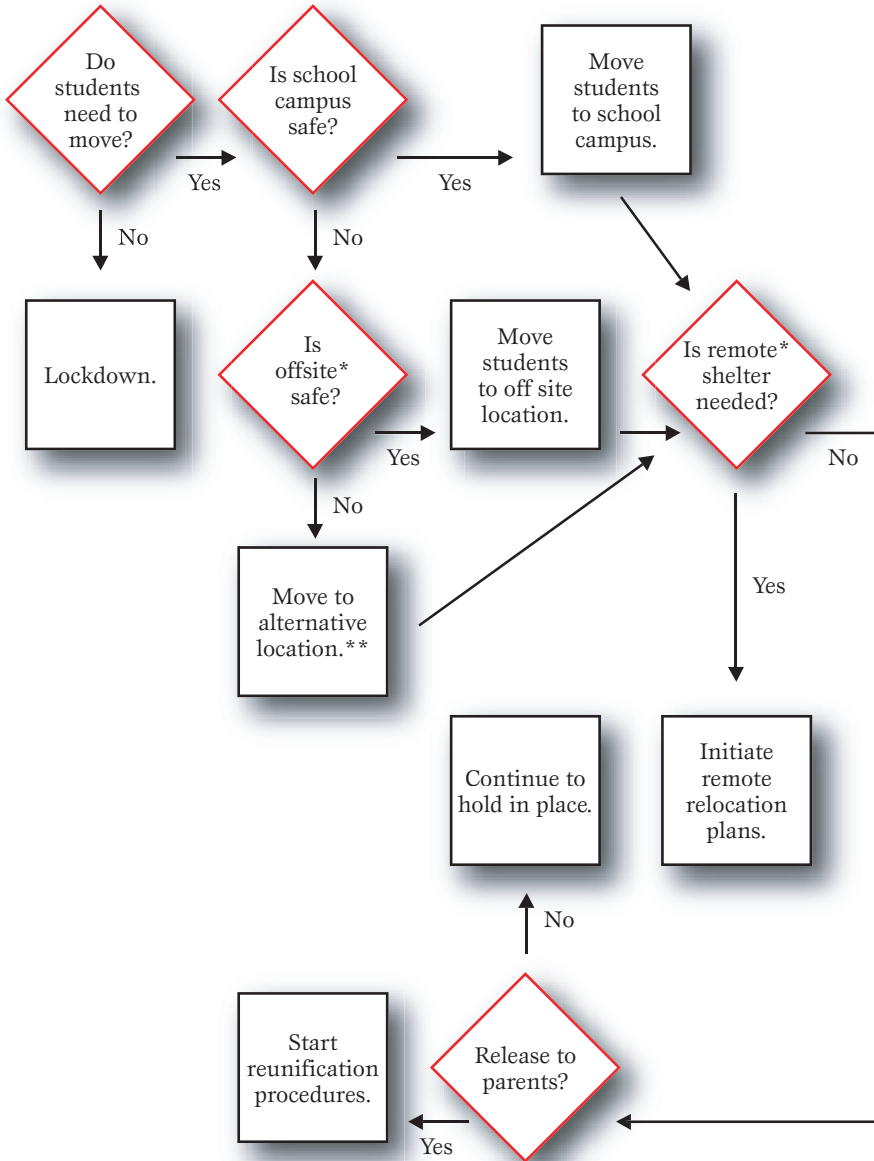 Do
students
need to
move?
Yes
No
Is school
campus
safe?
Yes
No
Move
students
to school
campus.
Lockdown.
Is
offsite*
safe?
Yes
No
Move
students
to off site
location.
Is remote*
shelter
needed?
No
Yes
Move to
alternative
location.**
Continue to
hold in place.
Initiate
remote
relocation
plans.
No
Start
reunification
procedures.
Release to
parents?
Yes